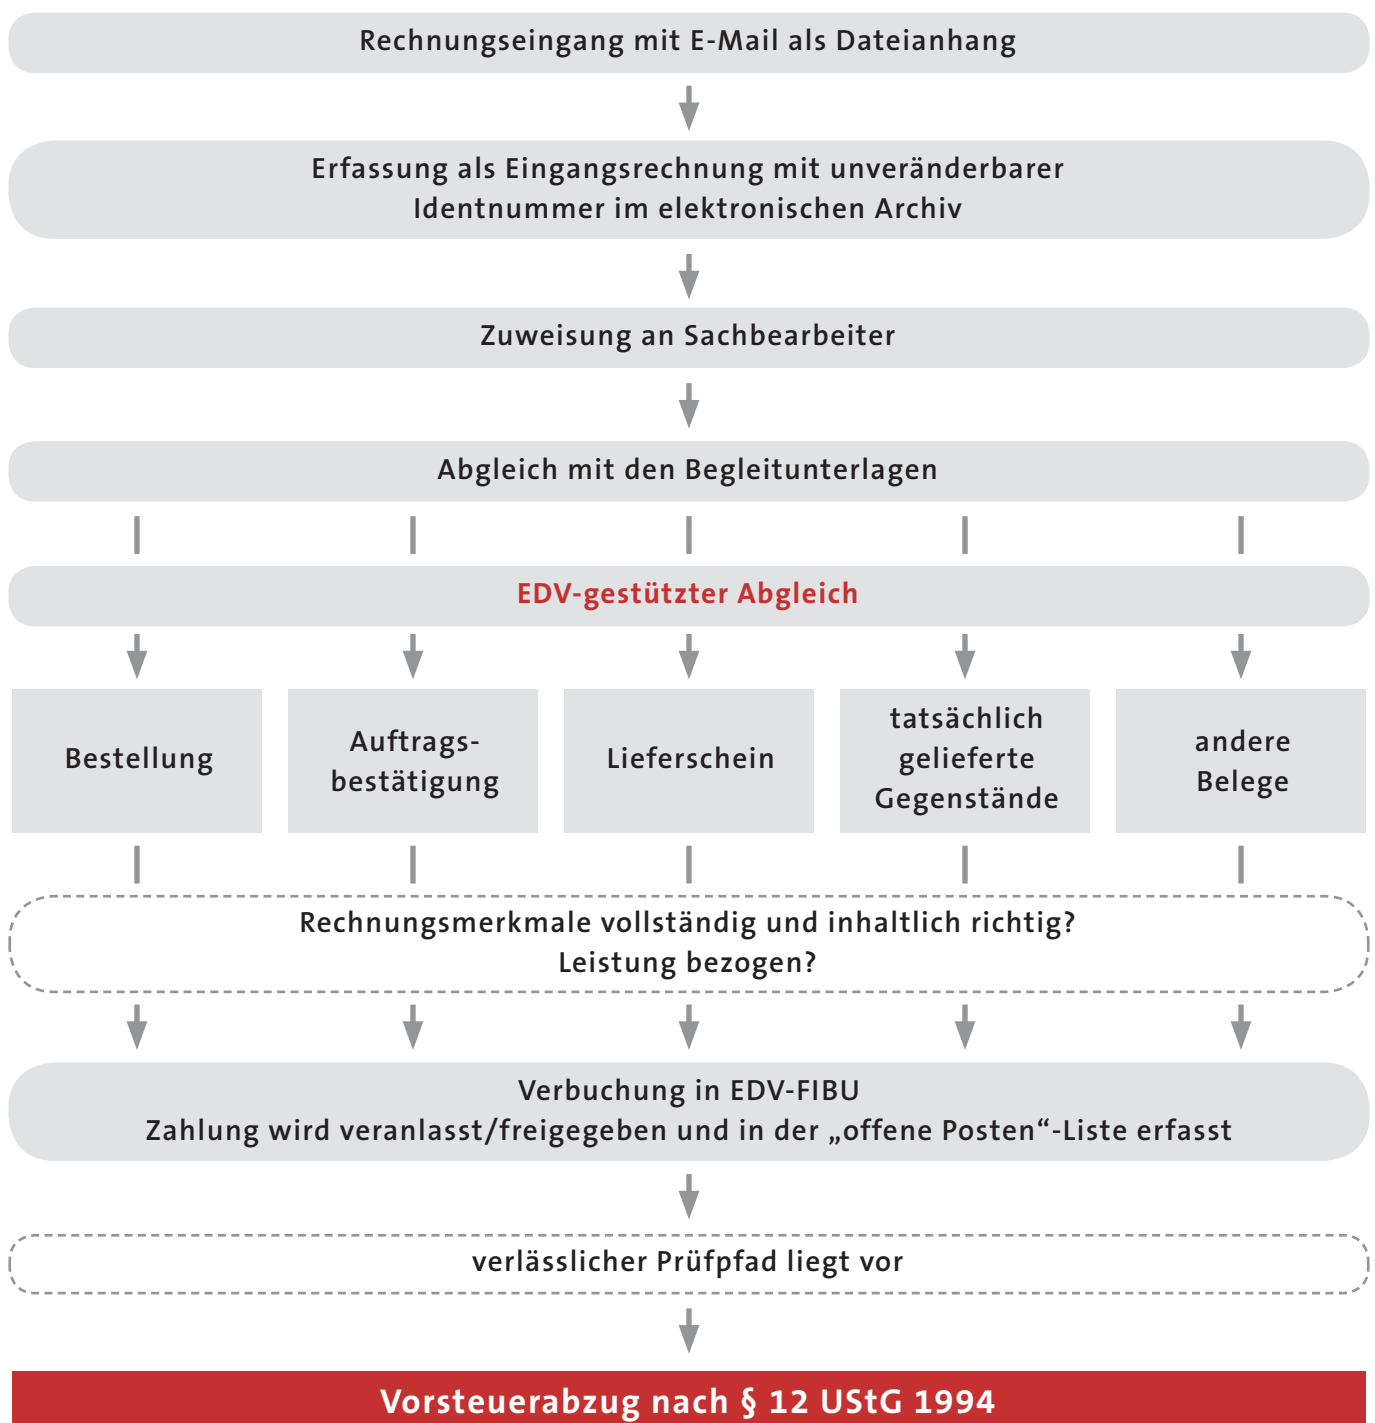 Rechnungseingang mit E-Mail als Dateianhang
Erfassung als Eingangsrechnung mit unveränderbarer
Identnummer im elektronischen Archiv
Zuweisung an Sachbearbeiter
Abgleich mit den Begleitunterlagen
EDV-gestützter Abgleich
Bestellung
Auftrags-
bestätigung
Lieferschein
tatsächlich
gelieferte
Gegenstände
andere
Belege
Rechnungsmerkmale vollständig und inhaltlich richtig?
Leistung bezogen?
Verbuchung in EDV-FIBU
Zahlung wird veranlasst/freigegeben und in der „offene Posten“-Liste erfasst
verlässlicher Prüfpfad liegt vor
Vorsteuerabzug nach § 12 UStG 1994